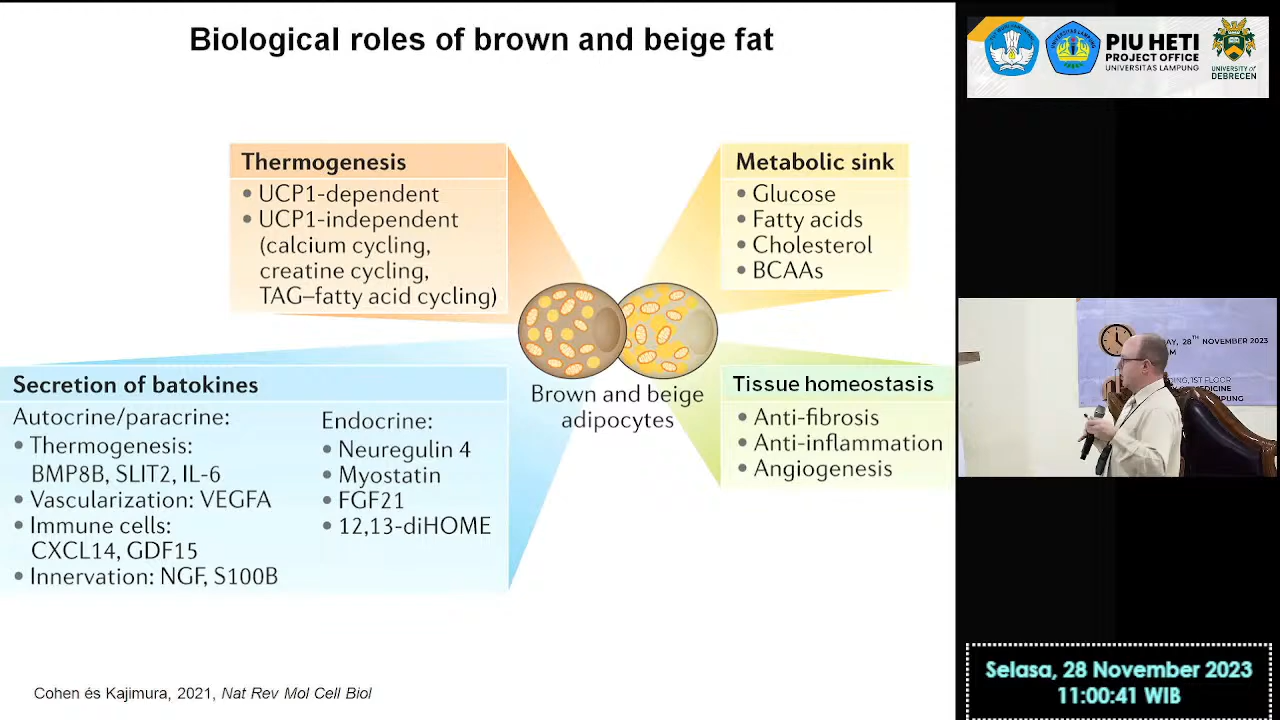 Biological roles of brown and beige fat
Thermogenesis
• UCP1-dependent
• UCP1-independent
(calcium cycling,
creatine cycling,
TAG–fatty acid cycling)
Metabolic sink
• Glucose
• Fatty acids
• Cholesterol
• BCAAs
Brown and beige
adipocytes
Secretion of batokines
Autocrine/paracrine:
• Thermogenesis:
BMP8B, SLIT2, IL-6
• Vascularization: VEGFA
• Immune cells:
CXCL14, GDF15
• Innervation: NGF, S100B
Endocrine:
• Neuregulin 4
• Myostatin
• FGF21
• 12,13-diHOME
Tissue homeostasis
• Anti-fibrosis
• Anti-inflammation
• Angiogenesis
Cohen és Kajimura, 2021, Nat Rev Mol Cell Biol
PIU HETI
PROJECT OFFICE
UNIVERSITAS LAMPUNG
UNIVERSITY of
DEBRECEN
28TH NOVEMBER 2023
1ST FLOOR
Selasa, 28 November 2023
11:00:41 WIB